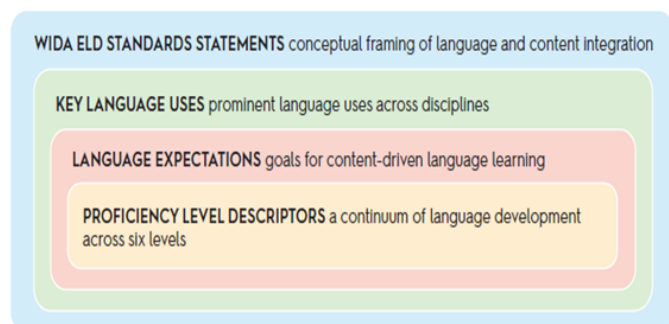 WIDA ELD STANDARDS STATEMENTS conceptual framing of language and content integration
KEY LANGUAGE USES prominent language uses across disciplines
LANGUAGE EXPECTATIONS goals for content-driven language learning
PROFICIENCY LEVEL DESCRIPTORS a continuum of language development
across six levels